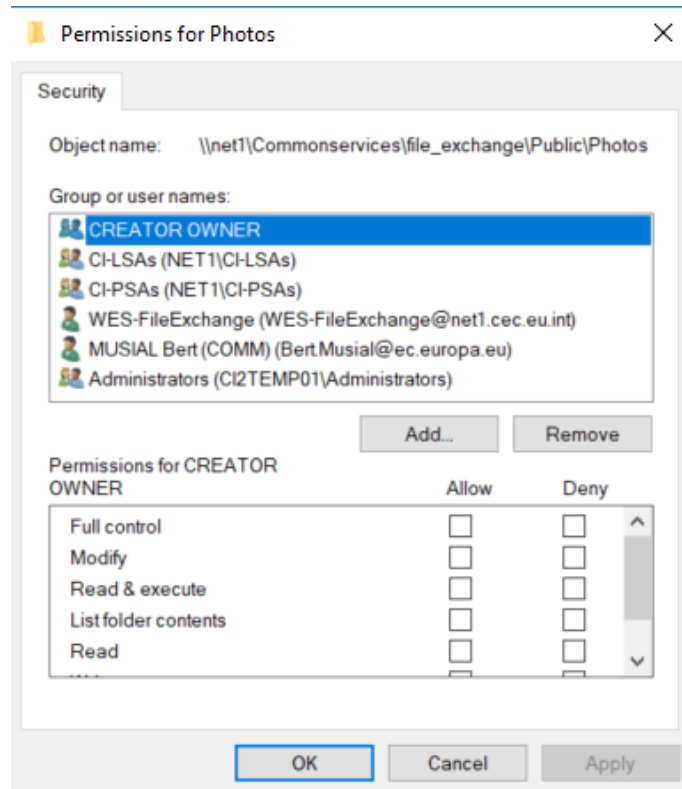 Permissions for Photos
Security
Object name: \\net1\Commonservices\file_exchange\Public\Photos
Group or user names:
CREATOR OWNER
CI-LSAs (NET1\CI-LSAs)
CI-PSAs (NET1\CI-PSAs)
WES-FileExchange (WES-FileExchange@net1.cec.eu.int)
MUSIAL Bert (COMM) (Bert.Musial@ec.europa.eu)
Administrators (CI2TEMP01\Administrators)
Add... Remove
Permissions for CREATOR
OWNER Allow Deny
Full control
Modify
Read & execute
List folder contents
Read
OK Cancel Apply